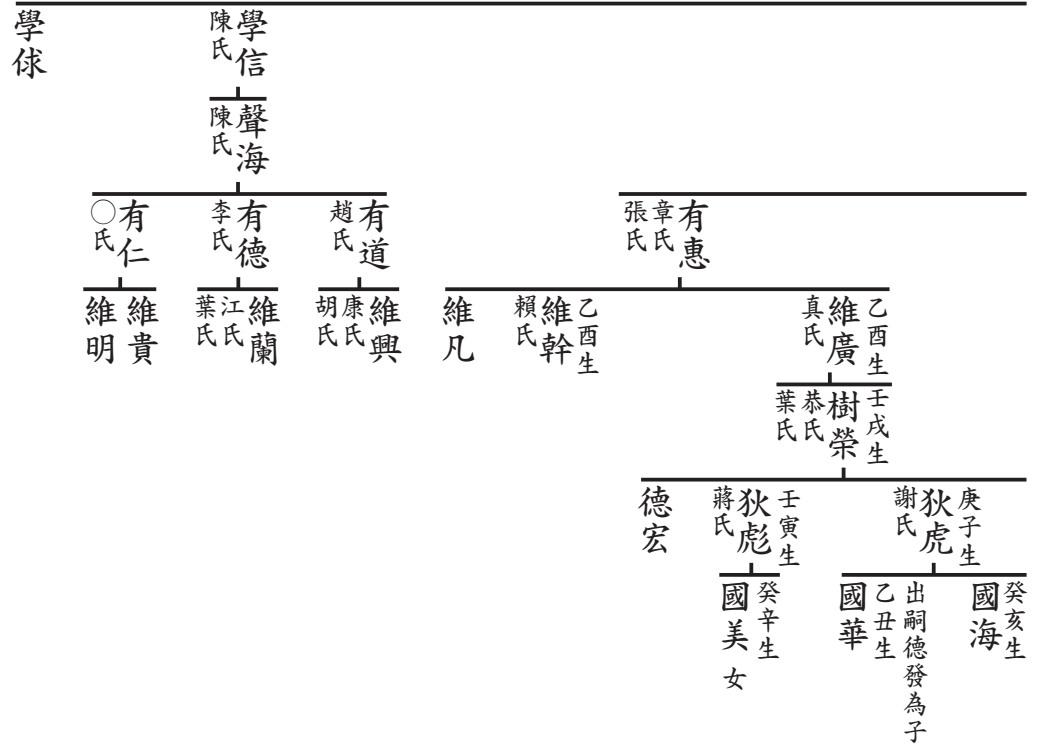 學信
陳氏
學俅
聲海
陳氏
有惠
章氏
張氏
有道
趙氏
有德
李氏
有仁
○氏
乙酉生
維廣
真氏
乙酉生
維幹
賴氏
維凡
維興
康氏
胡氏
維蘭
江氏
葉氏
維貴
維明
壬戌生
樹榮
恭氏
葉氏
庚子生
狄虎
謝氏
壬寅生
狄彪
蔣氏
德宏
癸亥生
國海
出嗣德發為子
乙丑生
國華
癸辛生
國美女